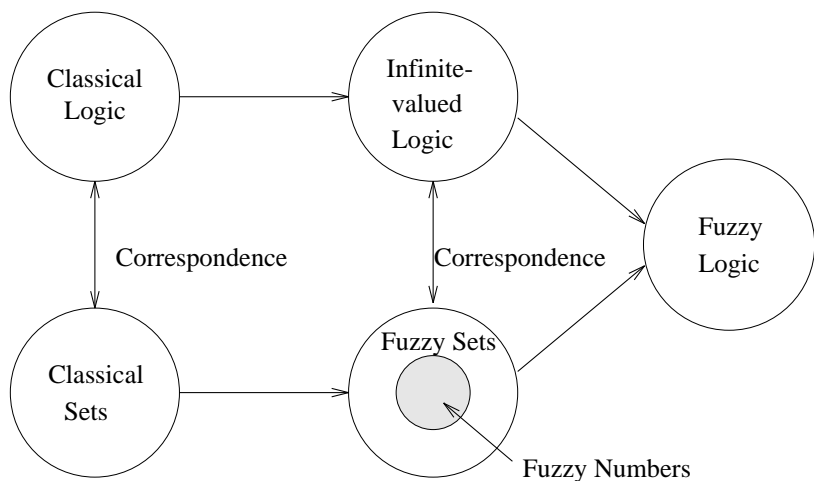 Classical
Logic
Infinite-
valued
Logic
Correspondence
Correspondence
Fuzzy
Logic
Classical
Sets
Fuzzy Sets
Fuzzy Numbers